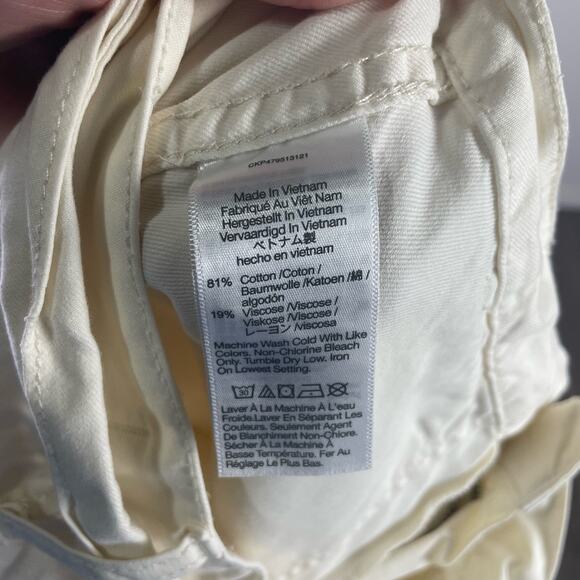 CKP479513121
Made In Vietnam
Fabriqué Au Viêt Nam
Hergestellt In Vietnam
Vervaardigd In Vietnam
ベトナム製
hecho en vietnam
81% Cotton /Coton /
Baumwolle /Katoen /綿 /
algodón
19% Viscose /Viscose /
Viskose /Viscose /
レーヨン /viscosa
Machine Wash Cold With Like
Colors. Non-Chlorine Bleach
Only. Tumble Dry Low. Iron
On Lowest Setting.
30
Laver À La Machine À L'eau
Froide.Laver En Séparant Les
Couleurs. Seulement Agent
De Blanchiment Non-Chlore.
Sécher À La Machine À
Basse Température. Fer Au
Réglage Le Plus Bas.